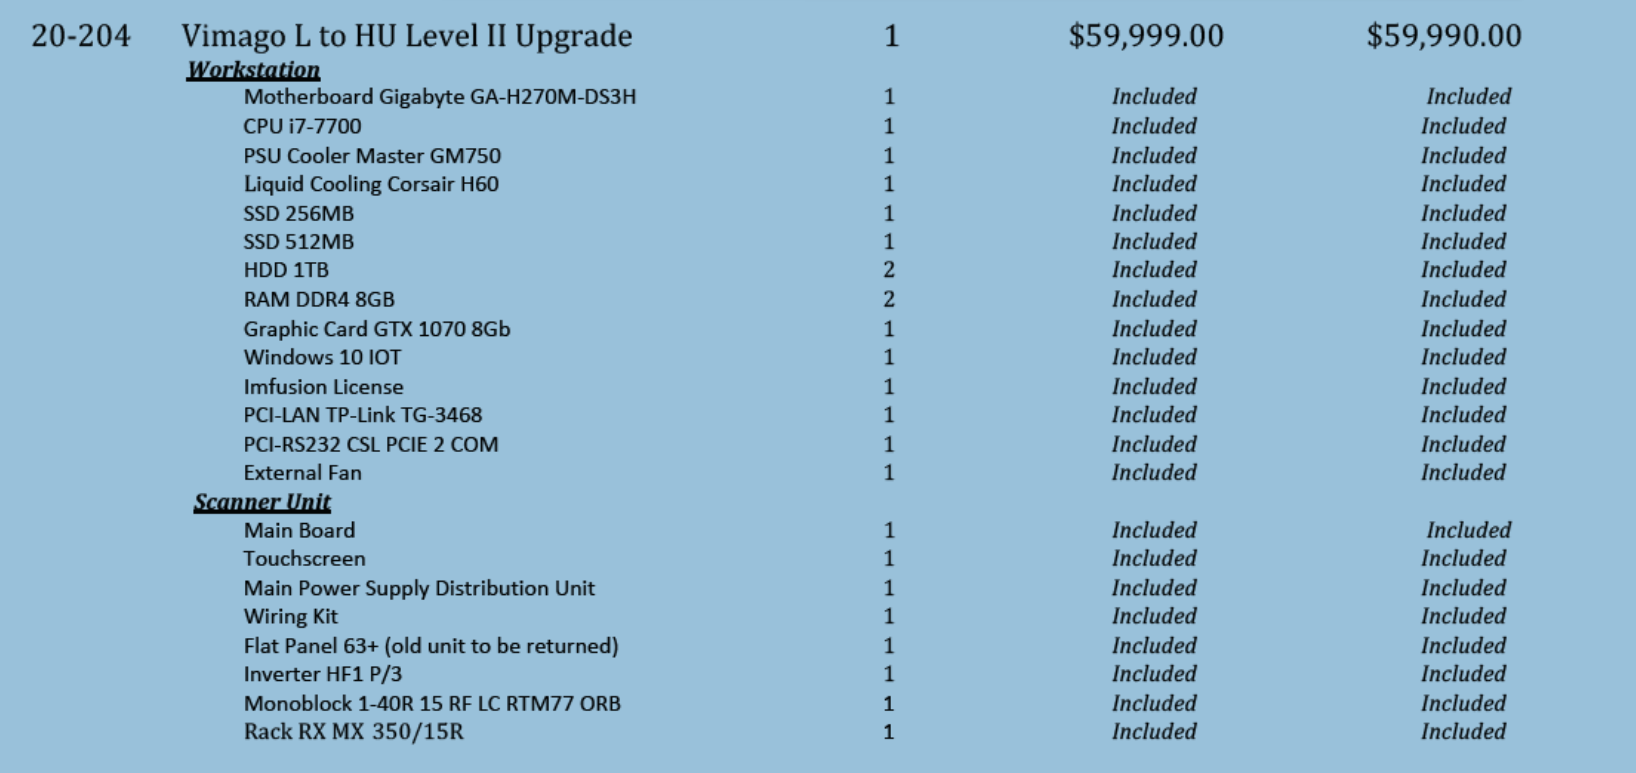 20-204 Vimago L to HU Level II Upgrade 1 $59,999.00 $59,990.00
Workstation
Motherboard Gigabyte GA-H270M-DS3H 1 Included Included
CPU i7-7700 1 Included Included
PSU Cooler Master GM750 1 Included Included
Liquid Cooling Corsair H60 1 Included Included
SSD 256MB 1 Included Included
SSD 512MB 1 Included Included
HDD 1TB 2 Included Included
RAM DDR4 8GB 2 Included Included
Graphic Card GTX 1070 8Gb 1 Included Included
Windows 10 IOT 1 Included Included
Imfusion License 1 Included Included
PCI-LAN TP-Link TG-3468 1 Included Included
PCI-RS232 CSL PCIE 2 COM 1 Included Included
External Fan 1 Included Included
Scanner Unit
Main Board 1 Included Included
Touchscreen 1 Included Included
Main Power Supply Distribution Unit 1 Included Included
Wiring Kit 1 Included Included
Flat Panel 63+ (old unit to be returned) 1 Included Included
Inverter HF1 P/3 1 Included Included
Monoblock 1-40R 15 RF LC RTM77 ORB 1 Included Included
Rack RX MX 350/15R 1 Included Included